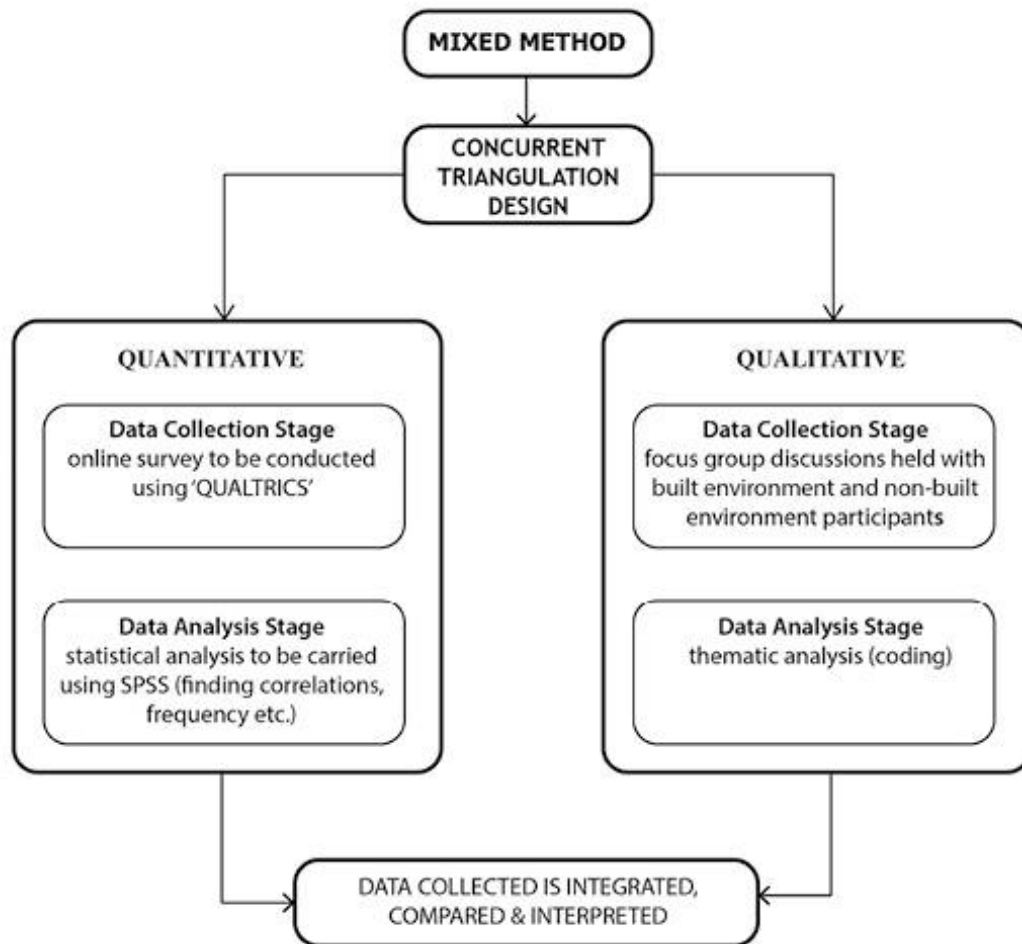 MIXED METHOD
CONCURRENT
TRIANGULATION
DESIGN
QUANTITATIVE
Data Collection Stage
online survey to be conducted
using ‘QUALTRICS’
Data Analysis Stage
statistical analysis to be carried
using SPSS (finding correlations,
frequency etc.)
QUALITATIVE
Data Collection Stage
focus group discussions held with
built environment and non-built
environment participants
Data Analysis Stage
thematic analysis (coding)
DATA COLLECTED IS INTEGRATED,
COMPARED & INTERPRETED